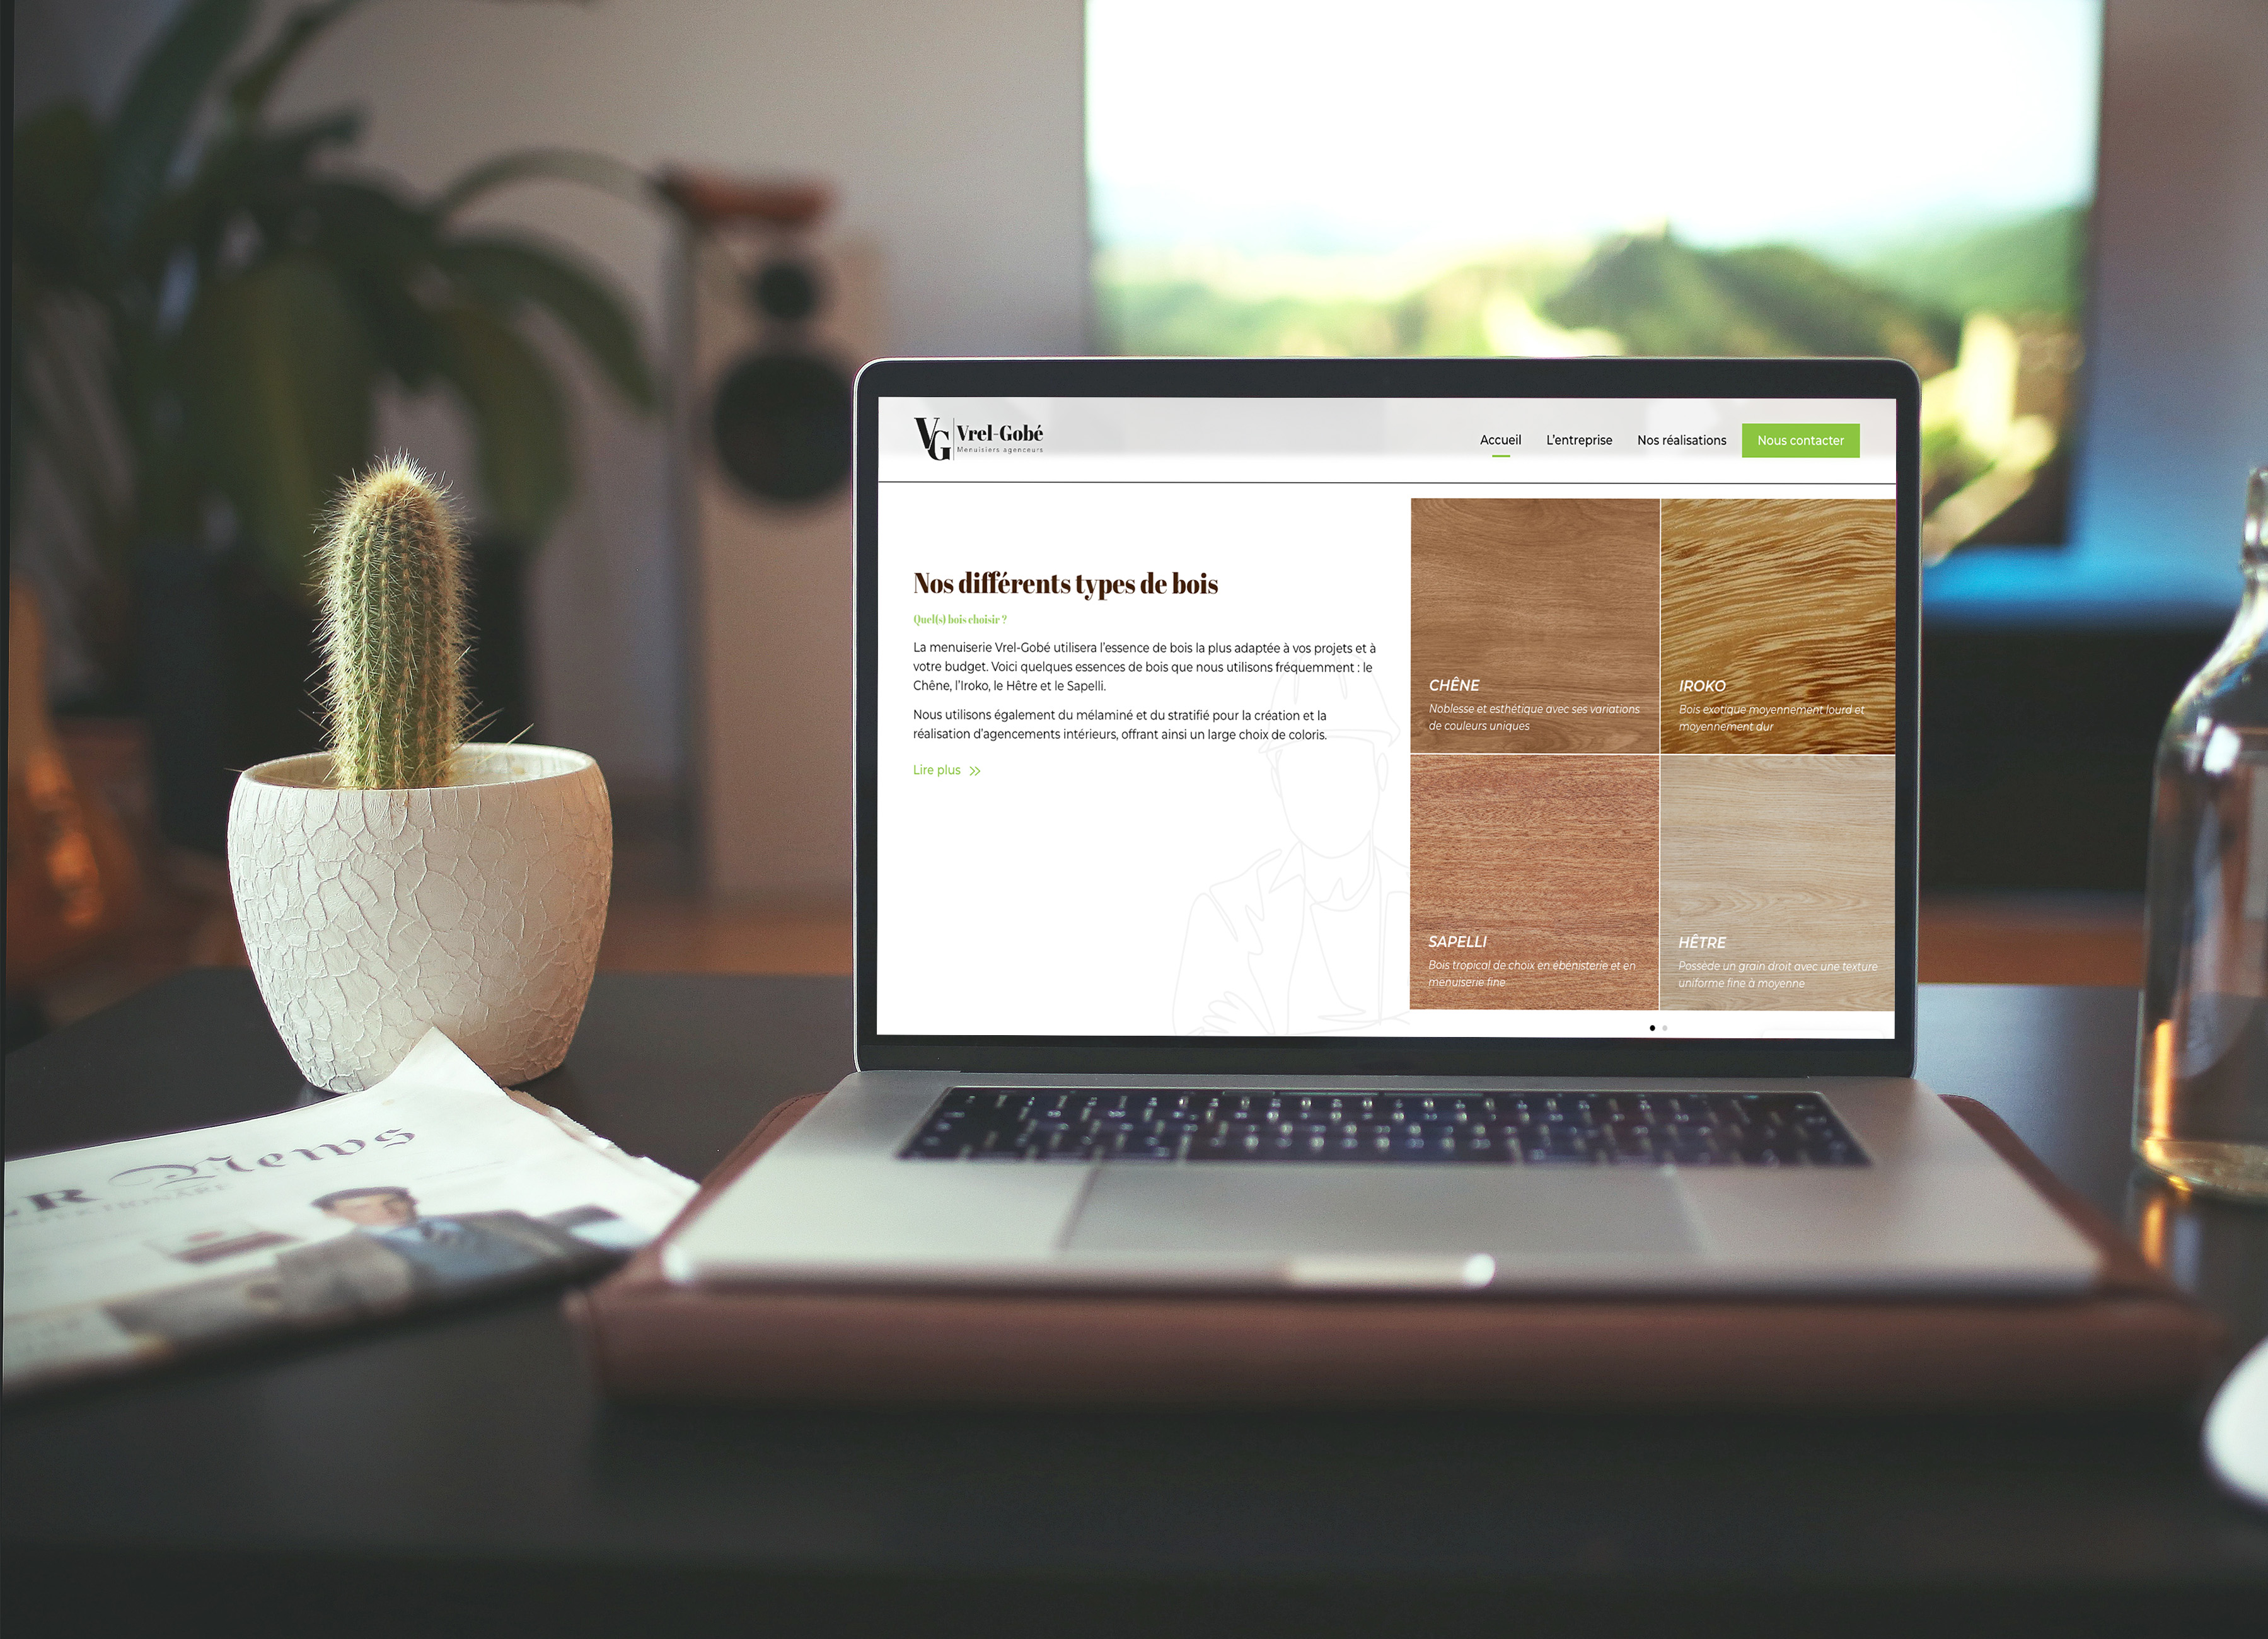 VG
Vrel-Gobé
Menuisiers agenceurs
Accueil
L'entreprise
Nos réalisations
Nous contacter
Nos différents types de bois
Quel(s) bois choisir ?
La menuiserie Vrel-Gobé utilisera l'essence de bois la plus adaptée à vos projets et à
votre budget. Voici quelques essences de bois que nous utilisons fréquemment : le
Chêne, l'Iroko, le Hêtre et le Sapelli.
Nous utilisons également du mélaminé et du stratifié pour la création et la
réalisation d'agencements intérieurs, offrant ainsi un large choix de coloris.
Lire plus
CHÊNE
Noblesse et esthétique avec ses variations
de couleurs uniques
IROKO
Bois exotique moyennement lourd et
moyennement dur
SAPELLI
Bois tropical de choix en ébénisterie et en
menuiserie fine
HÊTRE
Possède un grain droit avec une texture
uniforme fine à moyenne
News